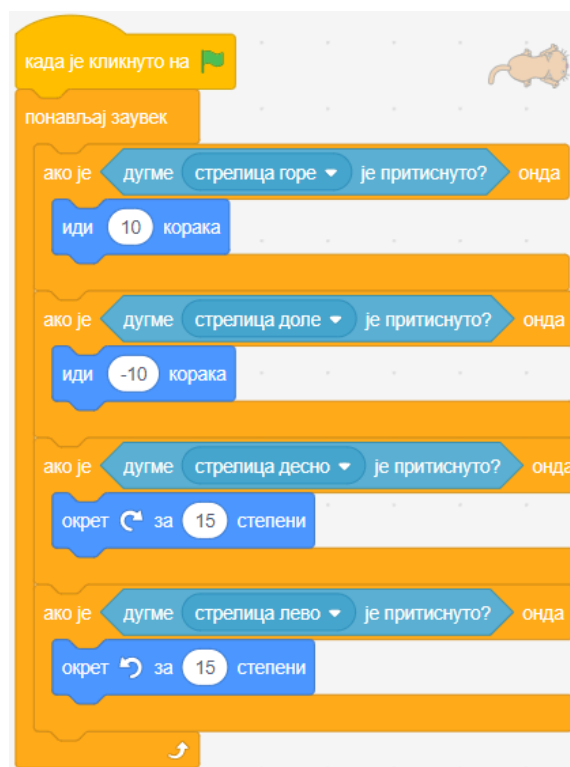 када је кликнуто на
понављај заувек
ако је дугме стрелица горе је притиснуто? онда
иди 10 корака
ако је дугме стрелица доле је притиснуто? онда
иди -10 корака
ако је дугме стрелица десно је притиснуто? онда
окрет за 15 степени
ако је дугме стрелица лево је притиснуто? онда
окрет за 15 степени